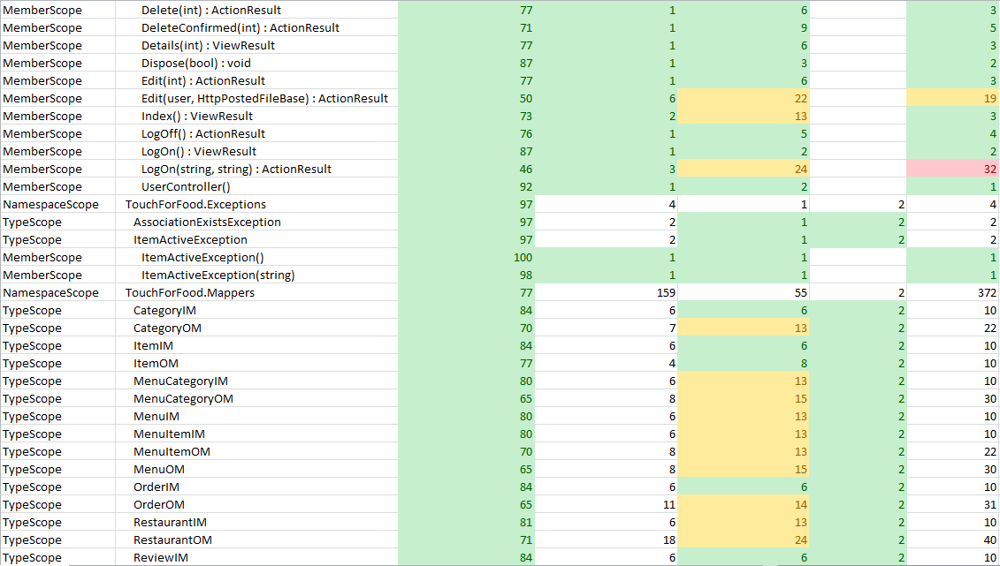 MemberScope Delete(int) : ActionResult 77 1 6 3
MemberScope DeleteConfirmed(int) : ActionResult 71 1 9 5
MemberScope Details(int) : ViewResult 77 1 6 3
MemberScope Dispose(bool) : void 87 1 3 2
MemberScope Edit(int) : ActionResult 77 1 6 3
MemberScope Edit(user, HttpPostedFileBase) : ActionResult 50 6 22 19
MemberScope Index() : ViewResult 73 2 13 3
MemberScope LogOff() : ActionResult 76 1 5 4
MemberScope LogOn() : ViewResult 87 1 2 2
MemberScope LogOn(string, string) : ActionResult 46 3 24 32
MemberScope UserController() 92 1 2 1
NamespaceScope TouchForFood.Exceptions 97 4 1 2 4
TypeScope AssociationExistsException 97 2 1 2 2
TypeScope ItemActiveException 97 2 1 2 2
MemberScope ItemActiveException() 100 1 1 1
MemberScope ItemActiveException(string) 98 1 1 1
NamespaceScope TouchForFood.Mappers 77 159 55 2 372
TypeScope CategoryIM 84 6 6 2 10
TypeScope CategoryOM 70 7 13 2 22
TypeScope ItemIM 84 6 6 2 10
TypeScope ItemOM 77 4 8 2 10
TypeScope MenuCategoryIM 80 6 13 2 10
TypeScope MenuCategoryOM 65 8 15 2 30
TypeScope MenuIM 80 6 13 2 10
TypeScope MenuItemIM 80 6 13 2 10
TypeScope MenuItemOM 70 8 13 2 22
TypeScope MenuOM 65 8 15 2 30
TypeScope OrderIM 84 6 6 2 10
TypeScope OrderOM 65 11 14 2 31
TypeScope RestaurantIM 81 6 13 2 10
TypeScope RestaurantOM 71 18 24 2 40
TypeScope ReviewIM 84 6 6 2 10